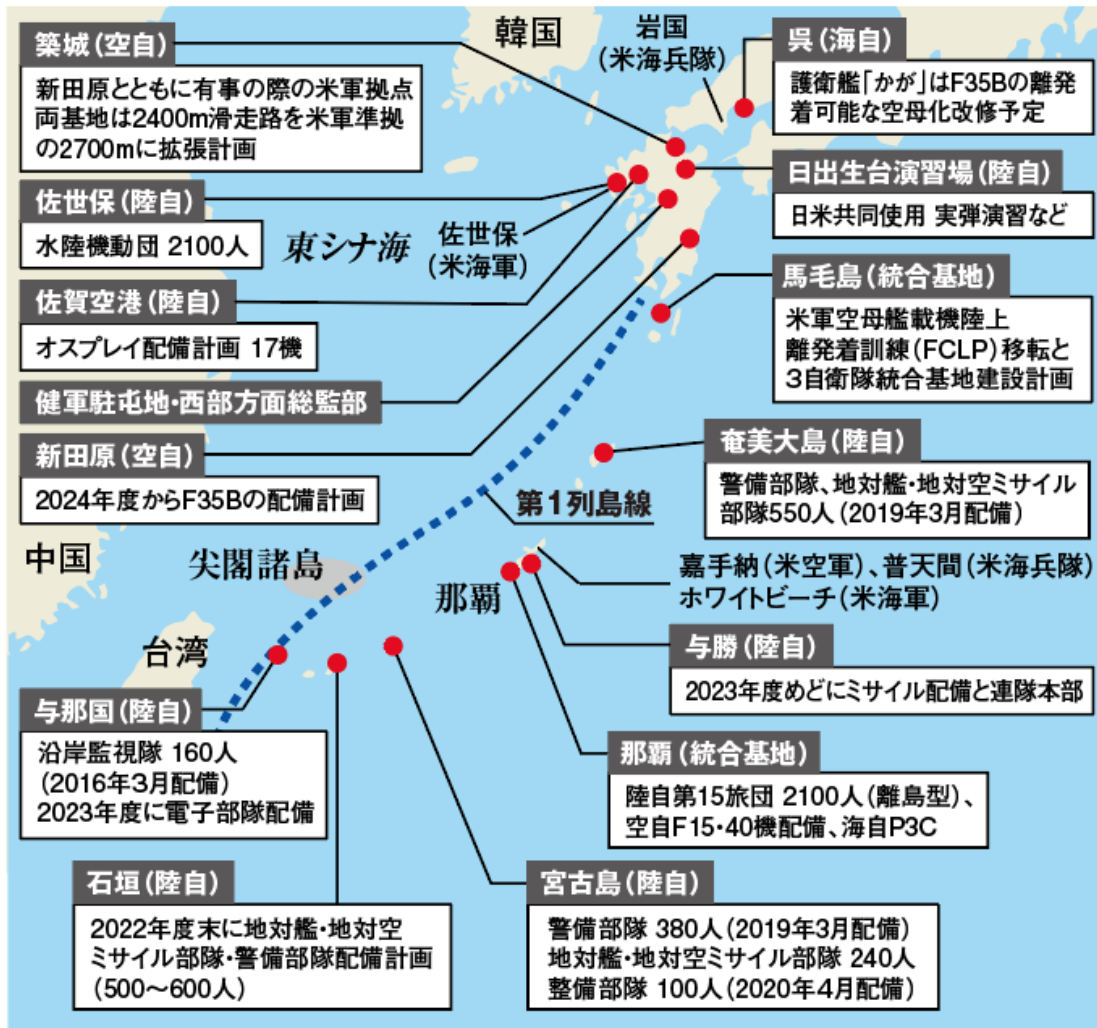 韓国
岩国
(米海兵隊)
築城(空自)
新田原とともに有事の際の米軍拠点
両基地は2400m滑走路を米軍準拠
の2700mに拡張計画
呉(海自)
護衛艦「かが」はF35Bの離発
着可能な空母化改修予定
日出生台演習場(陸自)
日米共同使用 実弾演習など
佐世保(陸自)
水陸機動団 2100人
東シナ海
佐世保
(米海軍)
佐賀空港(陸自)
オスプレイ配備計画 17機
馬毛島(統合基地)
米軍空母艦載機陸上
離発着訓練(FCLP)移転と
3自衛隊統合基地建設計画
健軍駐屯地・西部方面総監部
新田原(空自)
2024年度からF35Bの配備計画
奄美大島(陸自)
警備部隊、地対艦・地対空ミサイル
部隊550人(2019年3月配備)
第1列島線
中国
尖閣諸島
那覇
嘉手納(米空軍)、普天間(米海兵隊)
ホワイトビーチ(米海軍)
台湾
与勝(陸自)
2023年度めどにミサイル配備と連隊本部
与那国(陸自)
沿岸監視隊 160人
(2016年3月配備)
2023年度に電子部隊配備
那覇(統合基地)
陸自第15旅団 2100人(離島型)、
空自F15・40機配備、海自P3C
石垣(陸自)
2022年度末に地対艦・地対空
ミサイル部隊・警備部隊配備計画
(500〜600人)
宮古島(陸自)
警備部隊 380人(2019年3月配備)
地対艦・地対空ミサイル部隊 240人
整備部隊 100人(2020年4月配備)